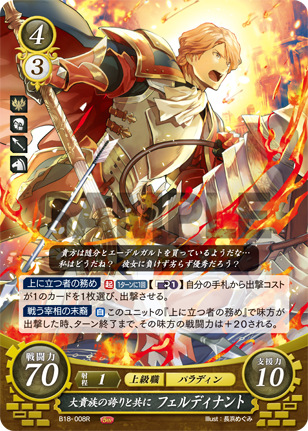 4
3
SAMPLE
貴方は随分とエーデルガルトを買っているようだな…
私はどうだね？ 彼女に負けず劣らず優秀だろう？
上に立つ者の務め 起 [1ターンに1回] 自分の手札から出撃コスト
が1のカードを1枚選び、出撃させる。
戦う宰相の末裔 自 このユニットの『上に立つ者の務め』で味方が
出撃した時、ターン終了まで、その味方の戦闘力は+20される。
戦闘力
70
射程
1
上級職
パラディン
支援力
10
大貴族の誇りと共に フェルディナント
B18-008R
Illust：長浜めぐみ